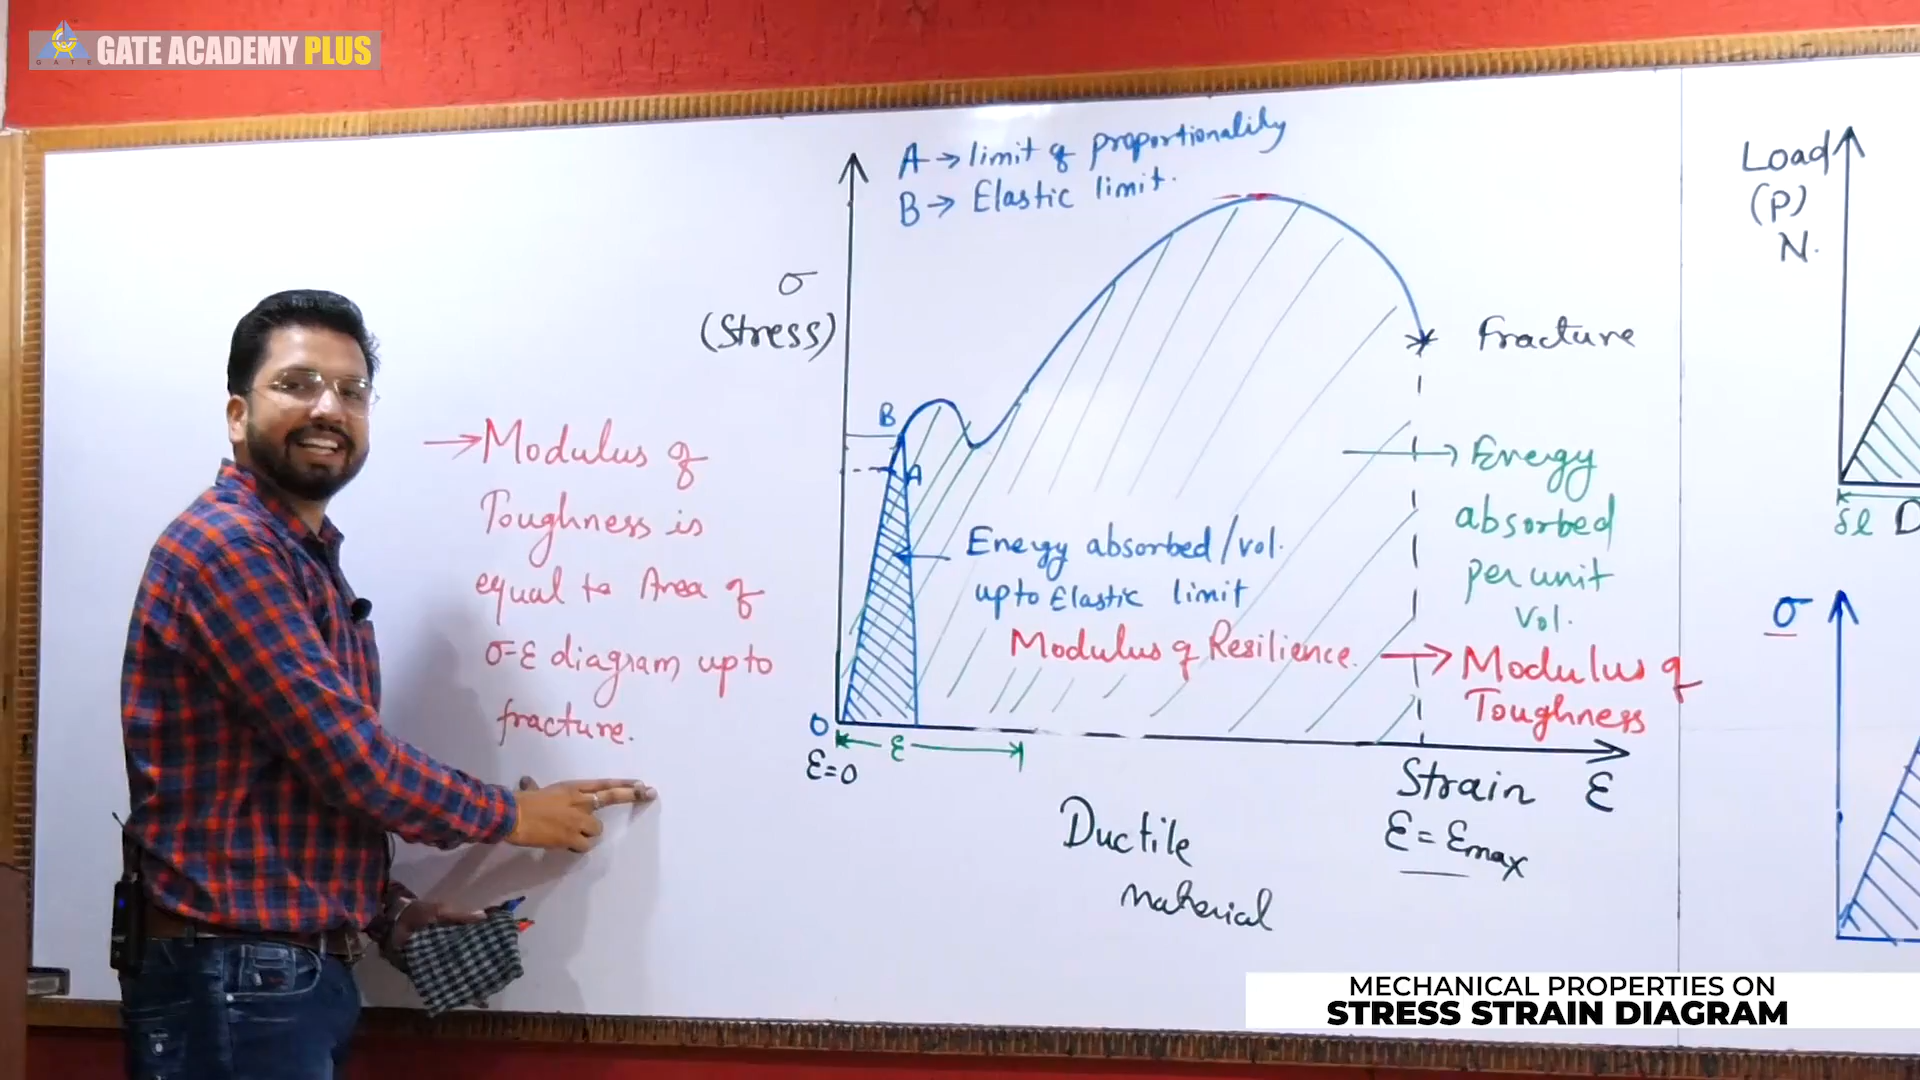 GATE ACADEMY PLUS
GATE
A → limit of proportionality
B → Elastic limit.
σ
(Stress)
B
A
Fracture
→ Modulus of
Toughness is
equal to Area of
σ-ε diagram, upto
fracture.
Energy absorbed/vol.
upto Elastic limit
Modulus of Resilience.
→ Energy
absorbed
per unit
vol.
→ Modulus of
Toughness
O
ε=0
ε
Strain ε
ε = εmax
Ductile
material
Load
(P)
N.
δl D
σ
MECHANICAL PROPERTIES ON
STRESS STRAIN DIAGRAM